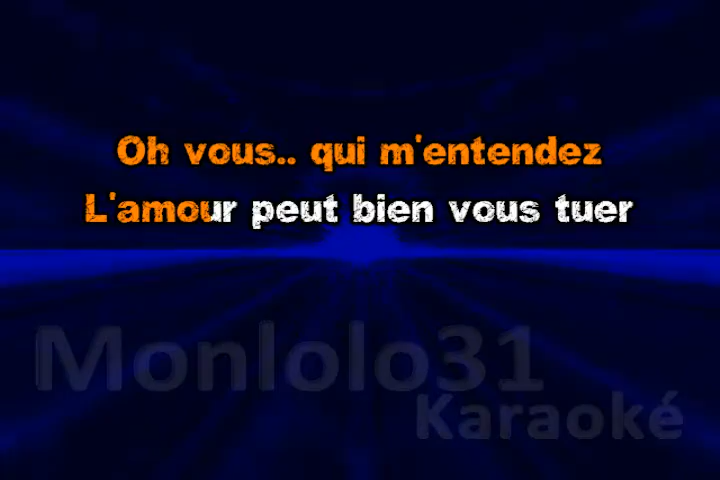 Oh vous.. qui m'entendez
L'amour peut bien vous tuer
Monlolo31
Karaoké